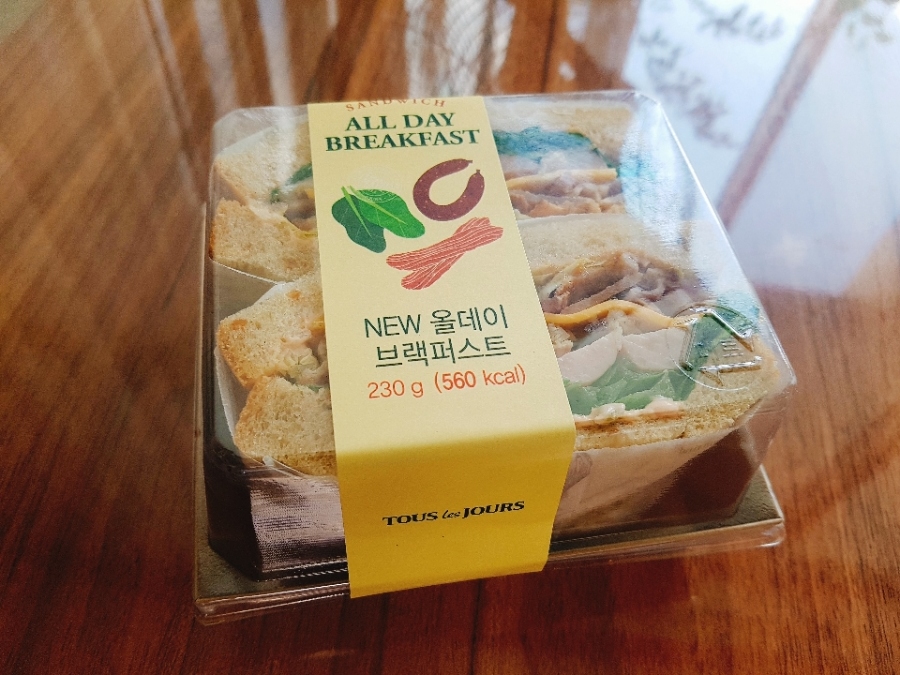 SANDWICH
ALL DAY
BREAKFAST
NEW 올데이
브랙퍼스트
230 g (560 kcal)
TOUS les JOURS